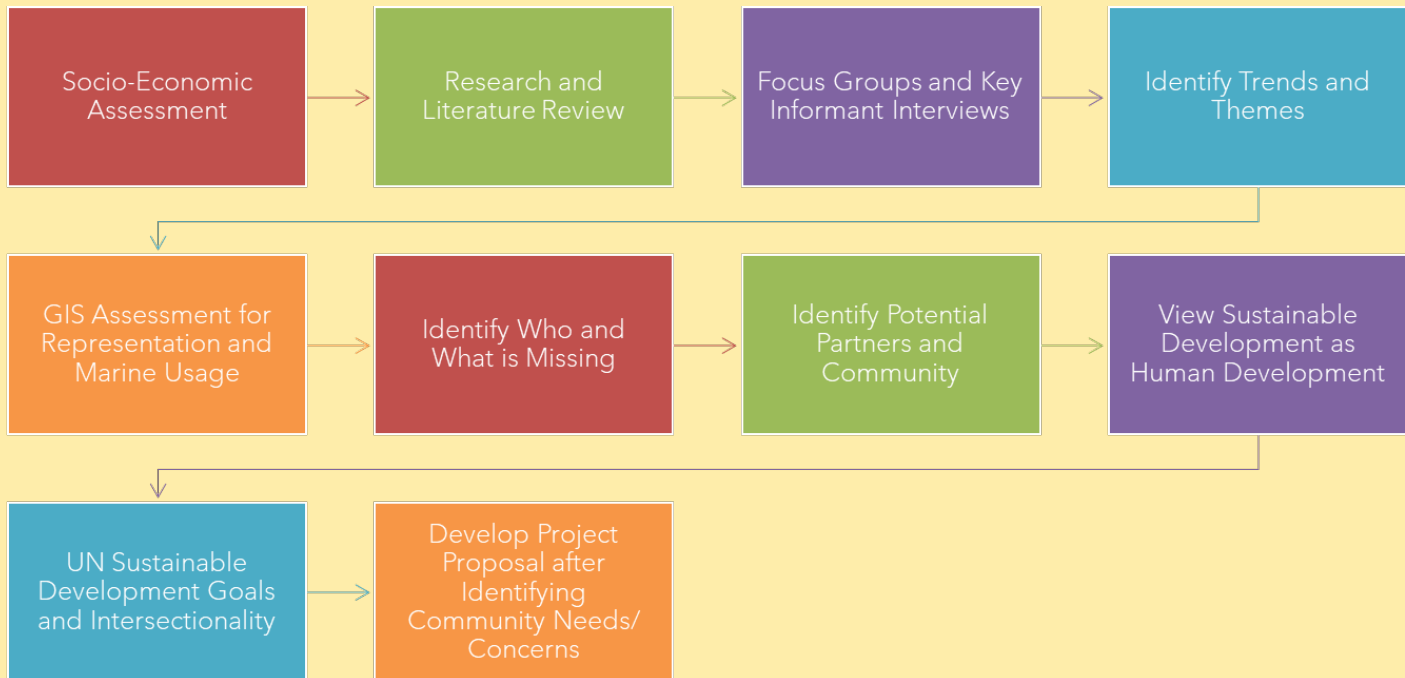 Socio-Economic
Assessment
Research and
Literature Review
Focus Groups and Key
Informant Interviews
Identify Trends and
Themes
GIS Assessment for
Representation and
Marine Usage
Identify Who and
What is Missing
Identify Potential
Partners and
Community
View Sustainable
Development as
Human Development
UN Sustainable
Development Goals
and Intersectionality
Develop Project
Proposal after
Identifying
Community Needs/
Concerns